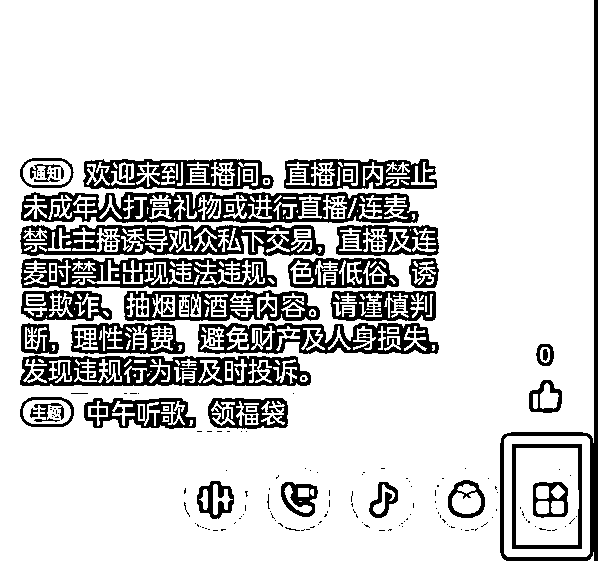 通知 欢迎来到直播间。直播间内禁止
未成年人打赏礼物或进行直播/连麦，
禁止主播诱导观众私下交易，直播及连
麦时禁止出现违法违规、色情低俗、诱
导欺诈、抽烟酗酒等内容。请谨慎判
断，理性消费，避免财产及人身损失，
发现违规行为请及时投诉。
0
主题 中午听歌，领福袋